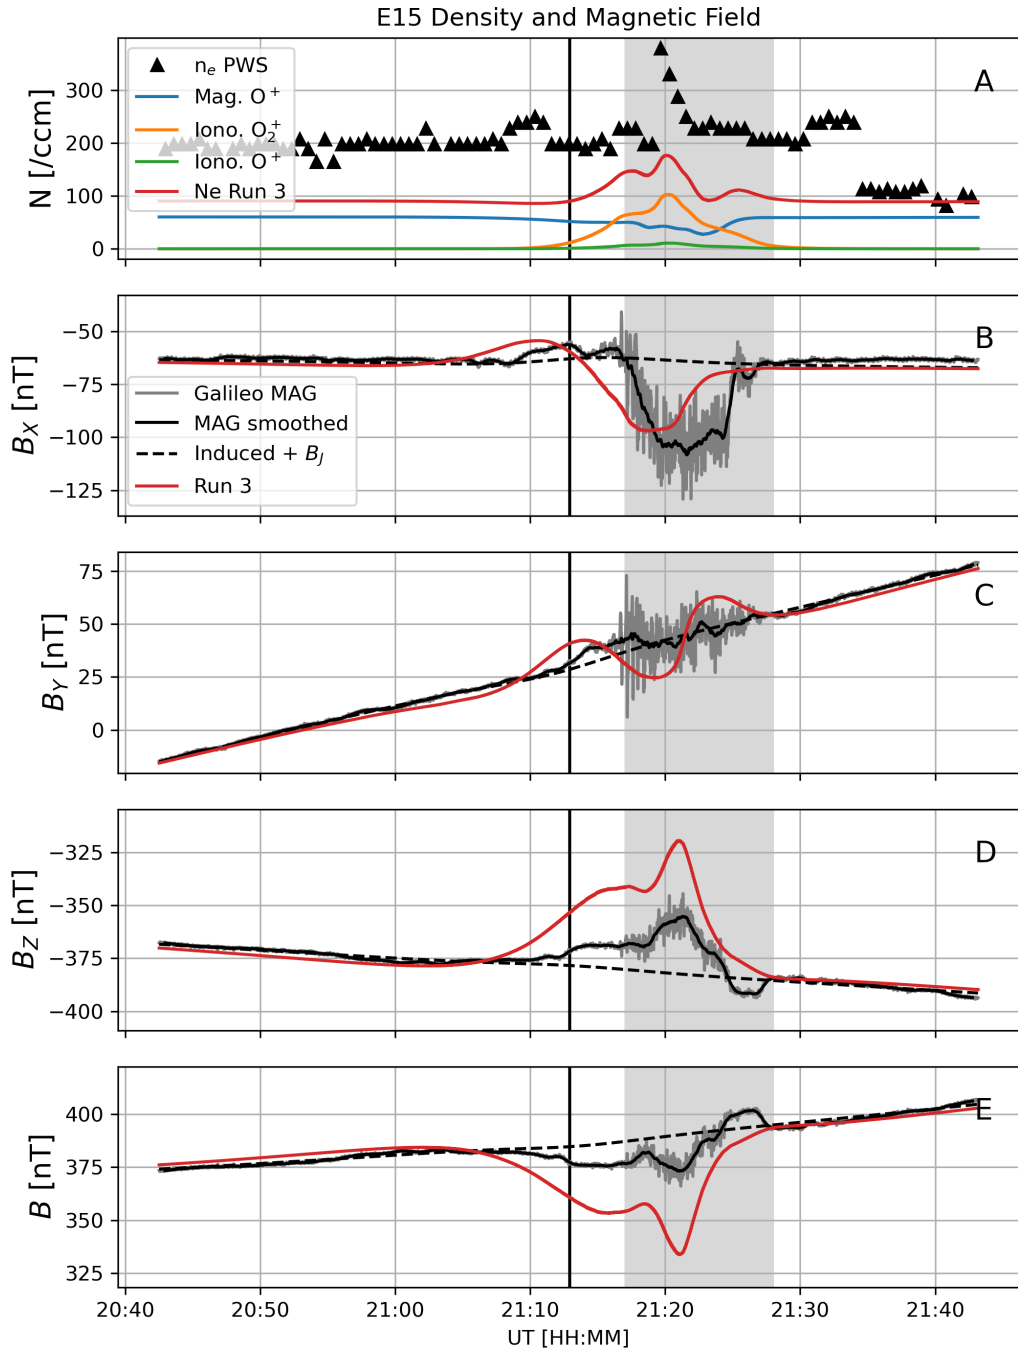 E15 Density and Magnetic Field
N [/ccm]
300
200
100
0
nₑ PWS
Mag. O⁺
Iono. O₂⁺
Iono. O⁺
Ne Run 3
A
B_X [nT]
−50
−75
−100
−125
Galileo MAG
MAG smoothed
Induced + B_J
Run 3
B
B_Y [nT]
75
50
25
0
C
B_Z [nT]
−325
−350
−375
−400
D
B [nT]
400
375
350
325
E
20:40 20:50 21:00 21:10 21:20 21:30 21:40
UT [HH:MM]